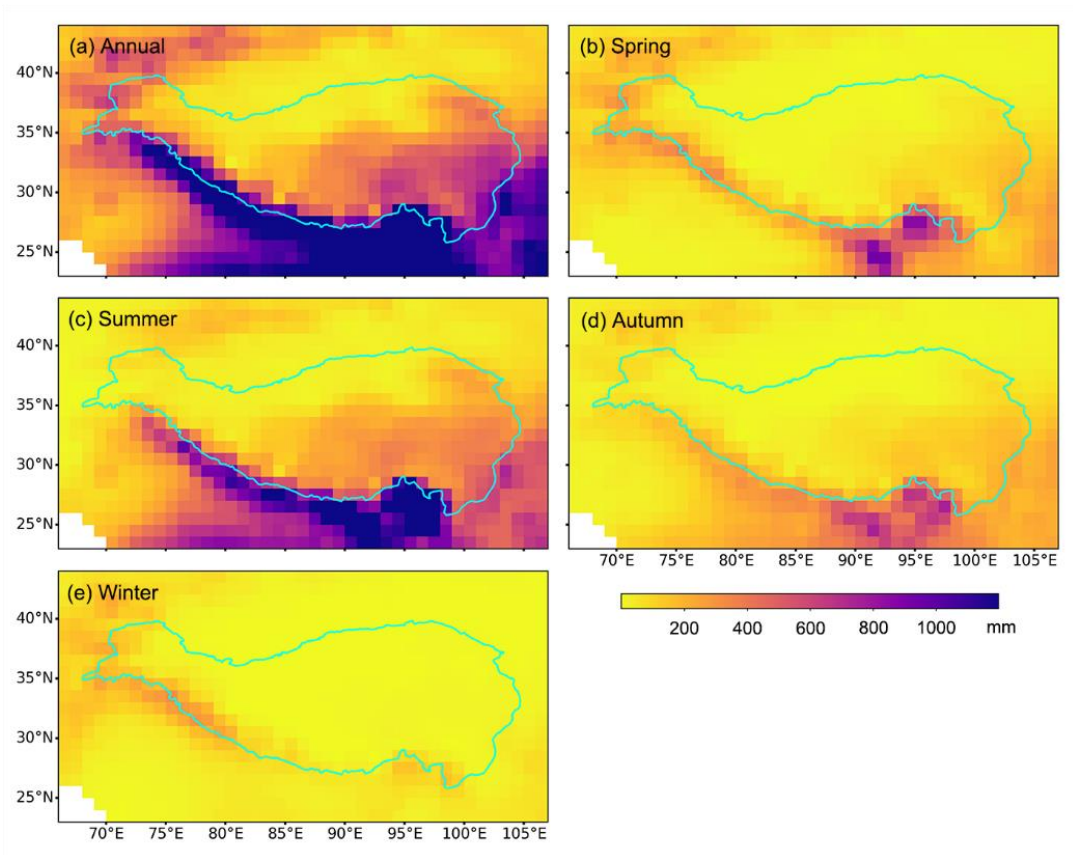 (a) Annual
(b) Spring
40°N
35°N
30°N
25°N
(c) Summer
(d) Autumn
40°N
35°N
30°N
25°N
70°E 75°E 80°E 85°E 90°E 95°E 100°E 105°E
(e) Winter
200 400 600 800 1000 mm
40°N
35°N
30°N
25°N
70°E 75°E 80°E 85°E 90°E 95°E 100°E 105°E